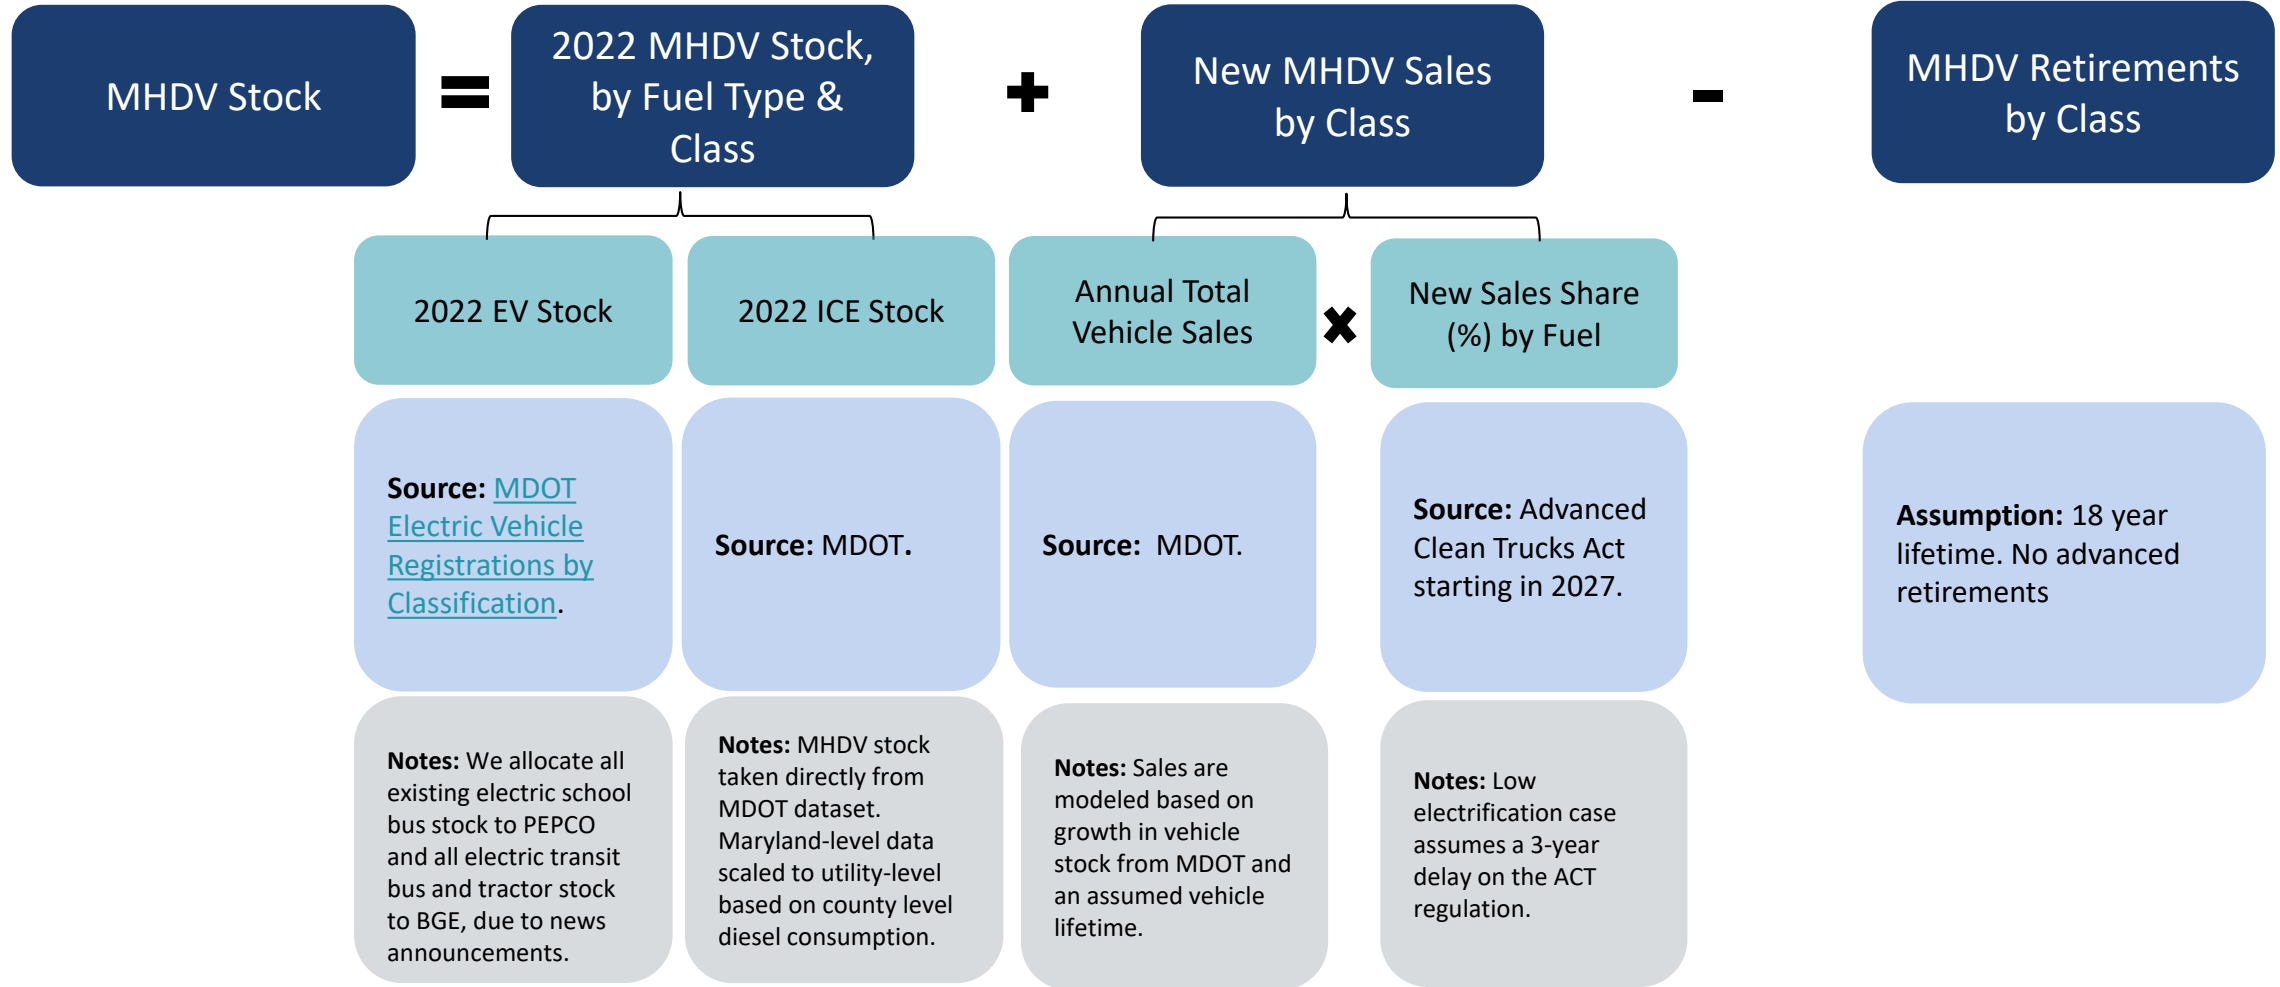 MHDV Stock
=
2022 MHDV Stock,
by Fuel Type &
Class
+
New MHDV Sales
by Class
-
MHDV Retirements
by Class
2022 EV Stock
2022 ICE Stock
Annual Total
Vehicle Sales
×
New Sales Share
(%) by Fuel
Source: MDOT
Electric Vehicle
Registrations by
Classification.
Source: MDOT.
Source: MDOT.
Source: Advanced
Clean Trucks Act
starting in 2027.
Assumption: 18 year
lifetime. No advanced
retirements
Notes: We allocate all
existing electric school
bus stock to PEPCO
and all electric transit
bus and tractor stock
to BGE, due to news
announcements.
Notes: MHDV stock
taken directly from
MDOT dataset.
Maryland-level data
scaled to utility-level
based on county level
diesel consumption.
Notes: Sales are
modeled based on
growth in vehicle
stock from MDOT and
an assumed vehicle
lifetime.
Notes: Low
electrification case
assumes a 3-year
delay on the ACT
regulation.